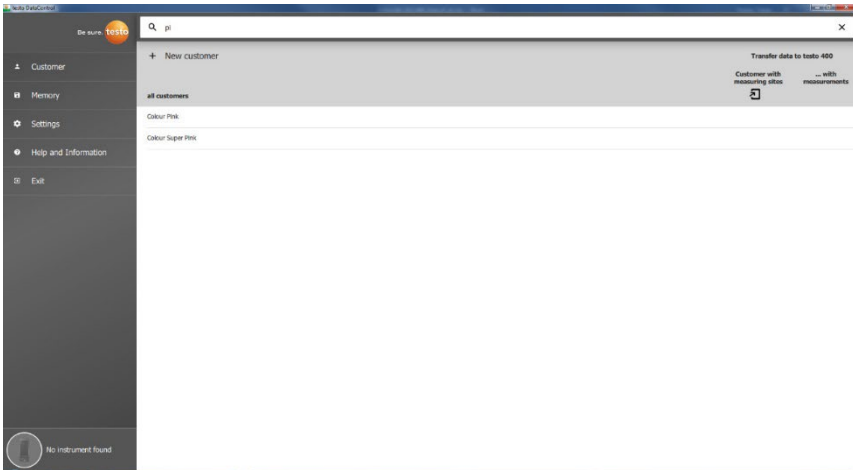 testo DataControl
Be sure. testo
pi
Customer
Memory
Settings
Help and Information
Exit
No instrument found
+ New customer
Transfer data to testo 400
Customer with
measuring sites
... with
measurements
all customers
Colour Pink
Colour Super Pink